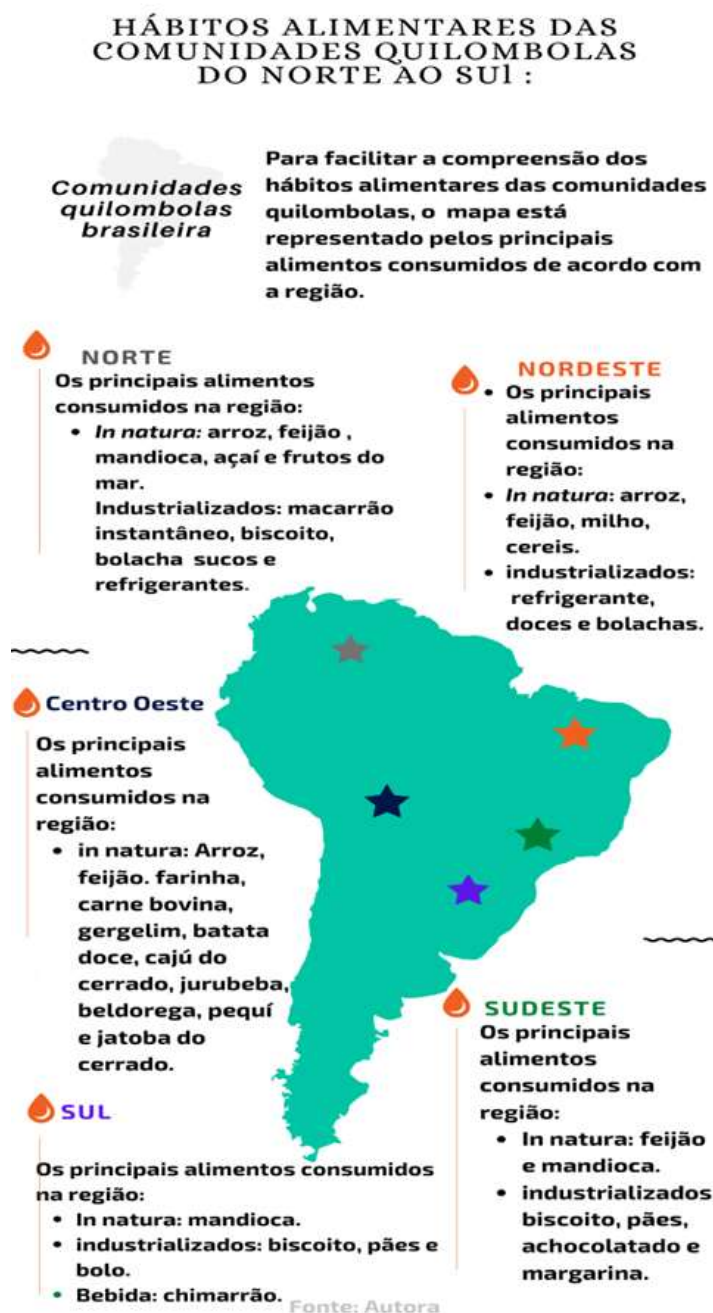 HÁBITOS ALIMENTARES DAS
COMUNIDADES QUILOMBOLAS
DO NORTE AO SUl :
Comunidades
quilombolas
brasileira
Para facilitar a compreensão dos
hábitos alimentares das comunidades
quilombolas, o mapa está
representado pelos principais
alimentos consumidos de acordo com
a região.
NORTE
Os principais alimentos
consumidos na região:
• In natura: arroz, feijão ,
mandioca, açaí e frutos do
mar.
Industrializados: macarrão
instantâneo, biscoito,
bolacha sucos e
refrigerantes.
NORDESTE
• Os principais
alimentos
consumidos na
região:
• In natura: arroz,
feijão, milho,
cereis.
• industrializados:
refrigerante,
doces e bolachas.
Centro Oeste
Os principais
alimentos
consumidos na
região:
• in natura: Arroz,
feijão. farinha,
carne bovina,
gergelim, batata
doce, cajú do
cerrado, jurubeba,
beldorega, pequí
e jatoba do
cerrado.
SUDESTE
Os principais
alimentos
consumidos na
região:
• In natura: feijão
e mandioca.
• industrializados
biscoito, pães,
achocolatado e
margarina.
SUL
Os principais alimentos consumidos
na região:
• In natura: mandioca.
• industrializados: biscoito, pães e
bolo.
• Bebida: chimarrão.
Fonte: Autora